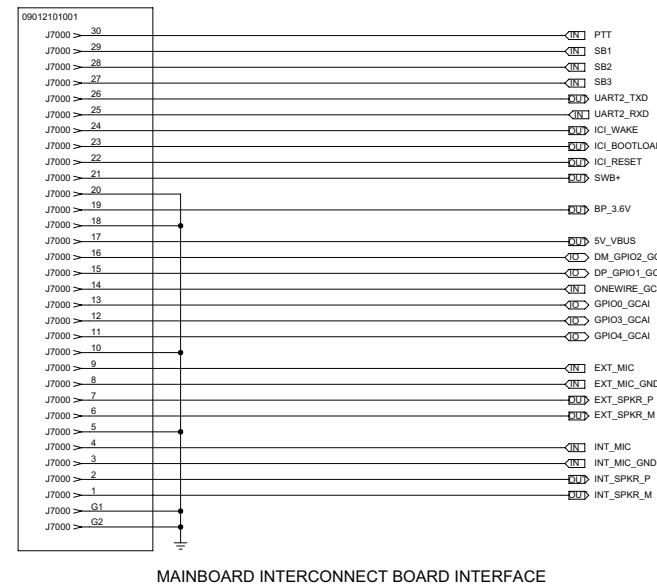 09012101001
J7000 30 IN PTT
J7000 29 IN SB1
J7000 28 IN SB2
J7000 27 IN SB3
J7000 26 OUT UART2_TXD
J7000 25 IN UART2_RXD
J7000 24 OUT ICI_WAKE
J7000 23 OUT ICI_BOOTLOA
J7000 22 OUT ICI_RESET
J7000 21 OUT SWB+
J7000 20
J7000 19 OUT BP_3.6V
J7000 18
J7000 17 OUT 5V_VBUS
J7000 16 IO DM_GPIO2_GC
J7000 15 IO DP_GPIO1_GC
J7000 14 IN ONEWIRE_GC
J7000 13 IO GPIO0_GCAI
J7000 12 IO GPIO3_GCAI
J7000 11 IO GPIO4_GCAI
J7000 10
J7000 9 IN EXT_MIC
J7000 8 IN EXT_MIC_GND
J7000 7 OUT EXT_SPKR_P
J7000 6 OUT EXT_SPKR_M
J7000 5
J7000 4 IN INT_MIC
J7000 3 IN INT_MIC_GND
J7000 2 OUT INT_SPKR_P
J7000 1 OUT INT_SPKR_M
J7000 G1
J7000 G2
MAINBOARD INTERCONNECT BOARD INTERFACE